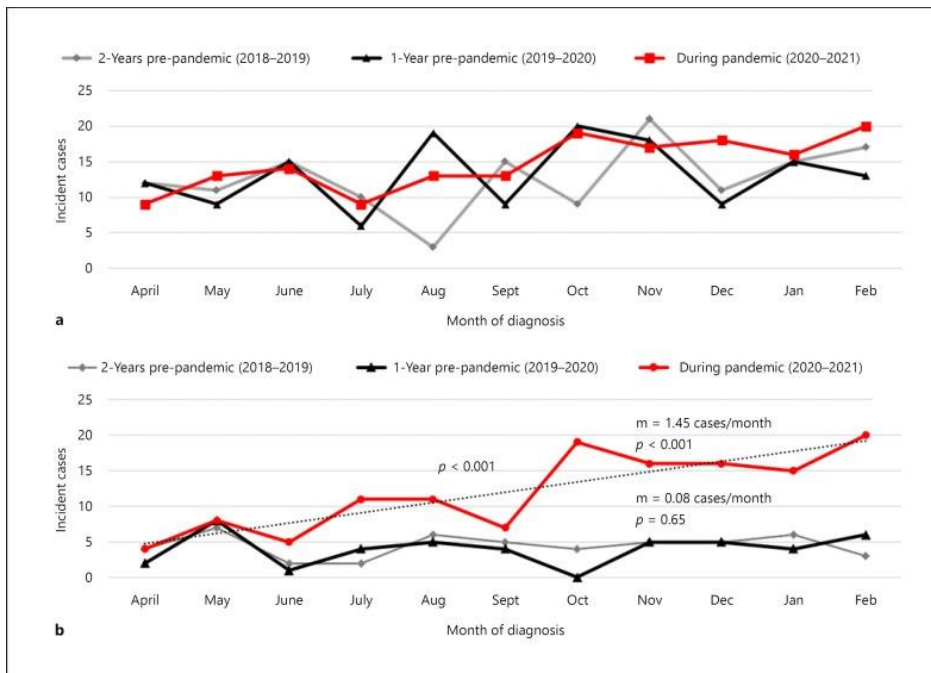 2-Years pre-pandemic (2018–2019) 1-Year pre-pandemic (2019–2020) During pandemic (2020–2021)
25
20
15
10
5
0
Incident cases
April May June July Aug Sept Oct Nov Dec Jan Feb
a
Month of diagnosis
2-Years pre-pandemic (2018–2019) 1-Year pre-pandemic (2019–2020) During pandemic (2020–2021)
25
20
15
10
5
0
Incident cases
m = 1.45 cases/month
p < 0.001
p < 0.001
m = 0.08 cases/month
p = 0.65
April May June July Aug Sept Oct Nov Dec Jan Feb
b
Month of diagnosis